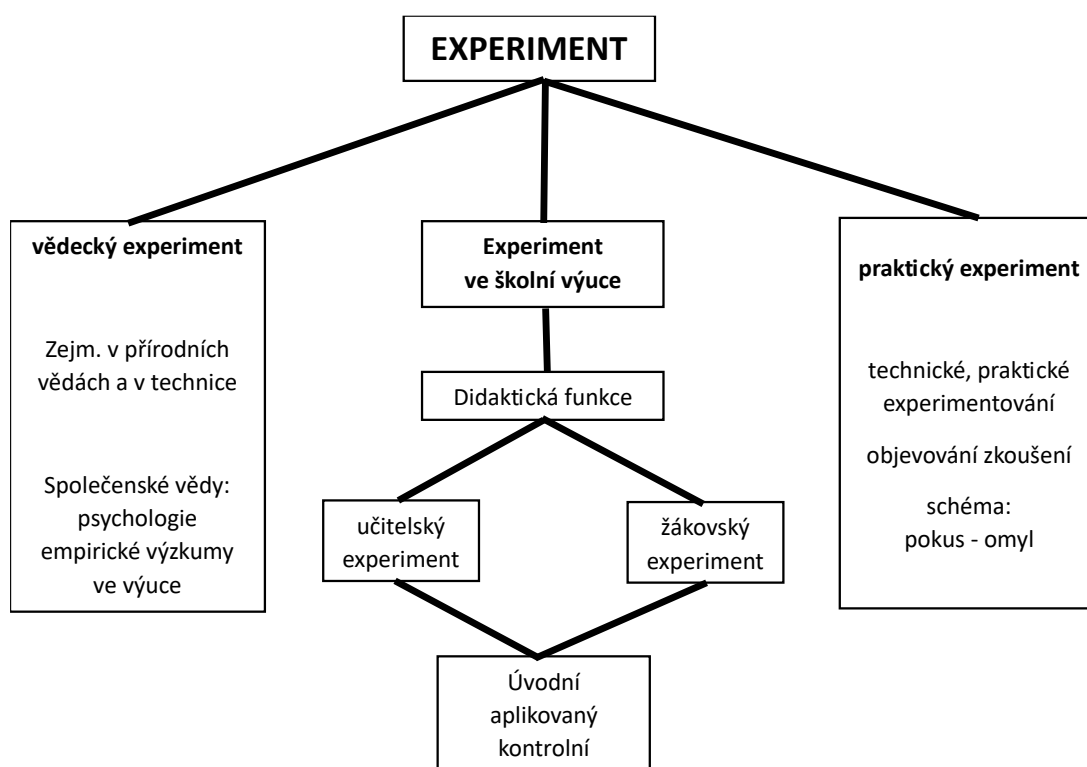 EXPERIMENT
vědecký experiment
Zejm. v přírodních
vědách a v technice
Společenské vědy:
psychologie
empirické výzkumy
ve výuce
Experiment
ve školní výuce
Didaktická funkce
učitelský
experiment
žákovský
experiment
Úvodní
aplikovaný
kontrolní
praktický experiment
technické, praktické
experimentování
objevování zkoušení
schéma:
pokus - omyl